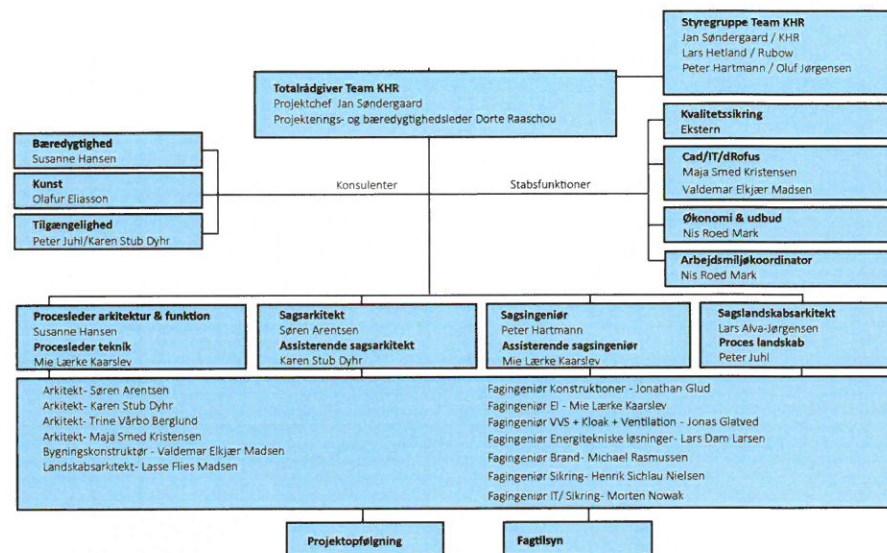 Styregruppe Team KHR
Jan Søndergaard / KHR
Lars Hetland / Rubow
Peter Hartmann / Oluf Jørgensen
Totalrådgiver Team KHR
Projektchef Jan Søndergaard
Projekterings- og bæredygtighedsleder Dorte Raaschou
Bæredygtighed
Susanne Hansen
Kunst
Olafur Eliasson
Tilgængelighed
Peter Juhl/Karen Stub Dyhr
Konsulenter
Stabsfunktioner
Kvalitetssikring
Ekstern
Cad/IT/dRofus
Maja Smed Kristensen
Valdemar Elkjær Madsen
Økonomi & udbud
Nis Roed Mark
Arbejdsmiljøkoordinator
Nis Roed Mark
Procesleder arkitektur & funktion
Susanne Hansen
Procesleder teknik
Mie Lærke Kaarslev
Sagsarkitekt
Søren Arentsen
Assisterende sagsarkitekt
Karen Stub Dyhr
Sagsingeniør
Peter Hartmann
Assisterende sagsingeniør
Mie Lærke Kaarslev
Sagslandskabsarkitekt
Lars Alva-Jørgensen
Proces landskab
Peter Juhl
Arkitekt- Søren Arentsen
Arkitekt- Karen Stub Dyhr
Arkitekt- Trine Vårbo Berglund
Arkitekt- Maja Smed Kristensen
Bygningskonstruktør - Valdemar Elkjær Madsen
Landskabsarkitekt- Lasse Flies Madsen
Fagingeniør Konstruktioner - Jonathan Glud
Fagingeniør El - Mie Lærke Kaarslev
Fagingeniør VVS + Kloak + Ventilation - Jonas Glatved
Fagingeniør Energitekniske løsninger- Lars Dam Larsen
Fagingeniør Brand- Michael Rasmussen
Fagingeniør Sikring- Henrik Sichlau Nielsen
Fagingeniør IT/ Sikring- Morten Nowak
Projektopfølgning
Fagtilsyn